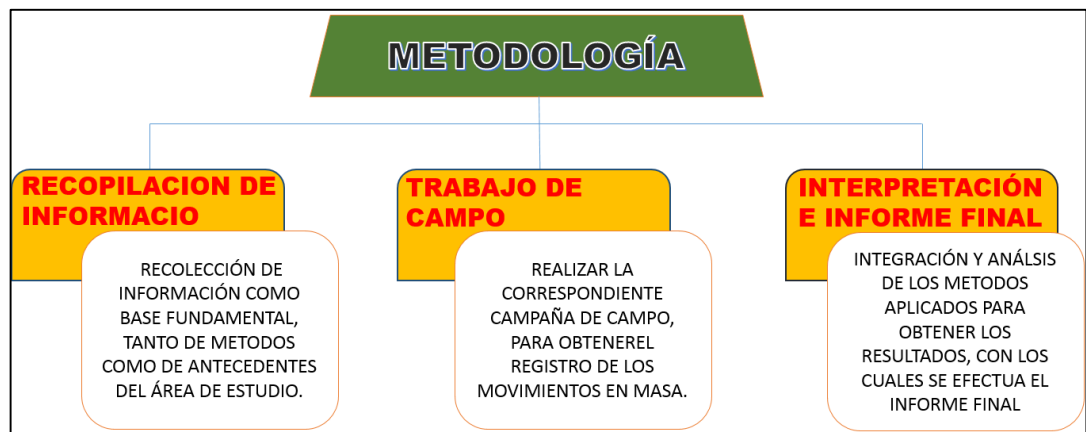 METODOLOGÍA
RECOPILACION DE
INFORMACIO
RECOLECCIÓN DE
INFORMACIÓN COMO
BASE FUNDAMENTAL,
TANTO DE METODOS
COMO DE ANTECEDENTES
DEL ÁREA DE ESTUDIO.
TRABAJO DE
CAMPO
REALIZAR LA
CORRESPONDIENTE
CAMPAÑA DE CAMPO,
PARA OBTENEREL
REGISTRO DE LOS
MOVIMIENTOS EN MASA.
INTERPRETACIÓN
E INFORME FINAL
INTEGRACIÓN Y ANÁLSIS
DE LOS METODOS
APLICADOS PARA
OBTENER LOS
RESULTADOS, CON LOS
CUALES SE EFECTUA EL
INFORME FINAL